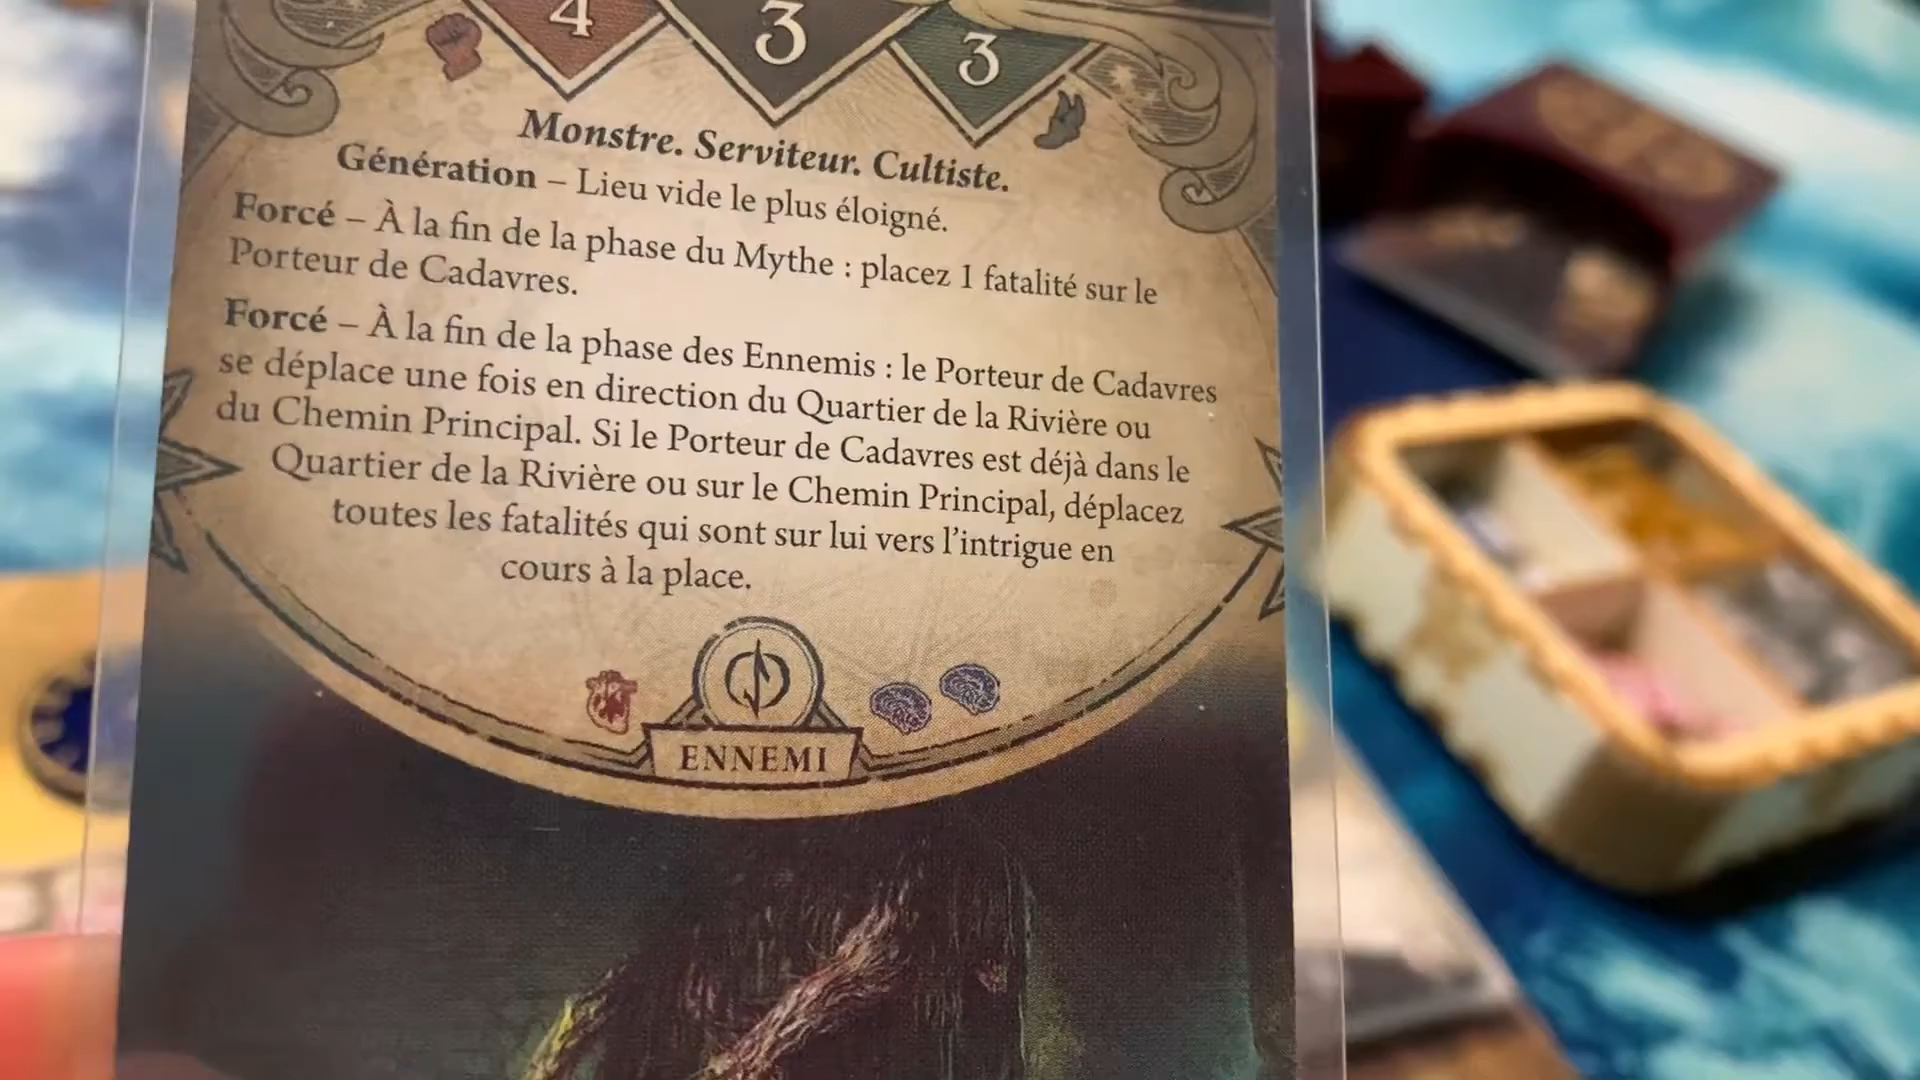 4 3 3
Monstre. Serviteur. Cultiste.
Génération – Lieu vide le plus éloigné.
Forcé – À la fin de la phase du Mythe : placez 1 fatalité sur le
Porteur de Cadavres.
Forcé – À la fin de la phase des Ennemis : le Porteur de Cadavres
se déplace une fois en direction du Quartier de la Rivière ou
du Chemin Principal. Si le Porteur de Cadavres est déjà dans le
Quartier de la Rivière ou sur le Chemin Principal, déplacez
toutes les fatalités qui sont sur lui vers l’intrigue en
cours à la place.
ENNEMI